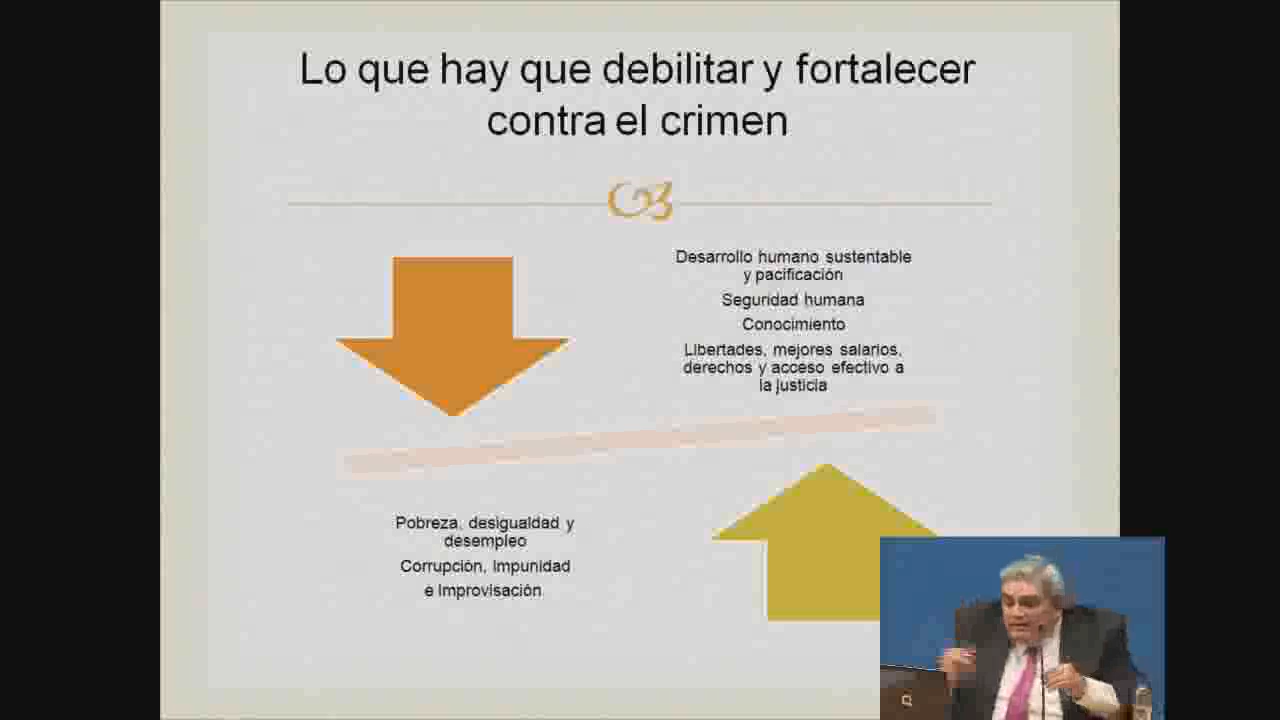 Lo que hay que debilitar y fortalecer
contra el crimen
Desarrollo humano sustentable
y pacificación
Seguridad humana
Conocimiento
Libertades, mejores salarios,
derechos y acceso efectivo a
la justicia
Pobreza, desigualdad y
desempleo
Corrupción, Impunidad
e Improvisación